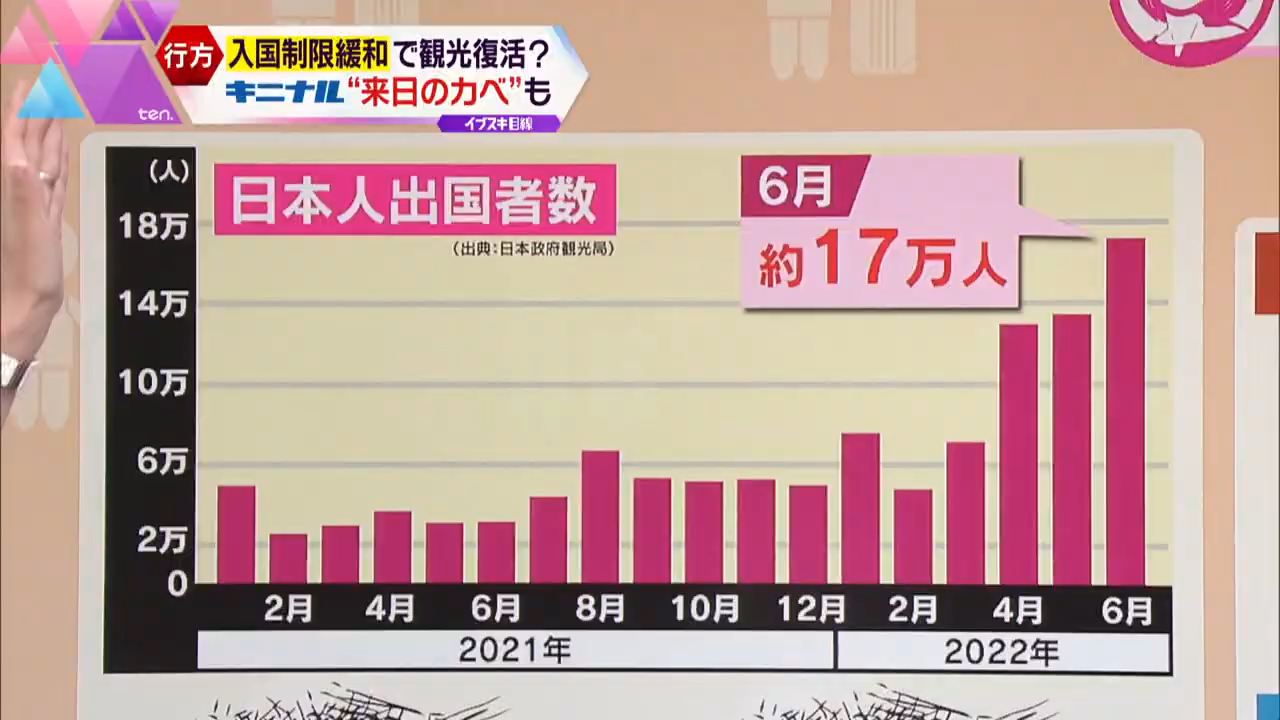 行方
入国制限緩和で観光復活?
キニナル“来日のカベ”も
ten.
イブスキ目線
(人)
日本人出国者数
(出典:日本政府観光局)
6月
約17万人
18万
14万
10万
6万
2万
0
2月 4月 6月 8月 10月 12月 2月 4月 6月
2021年 2022年